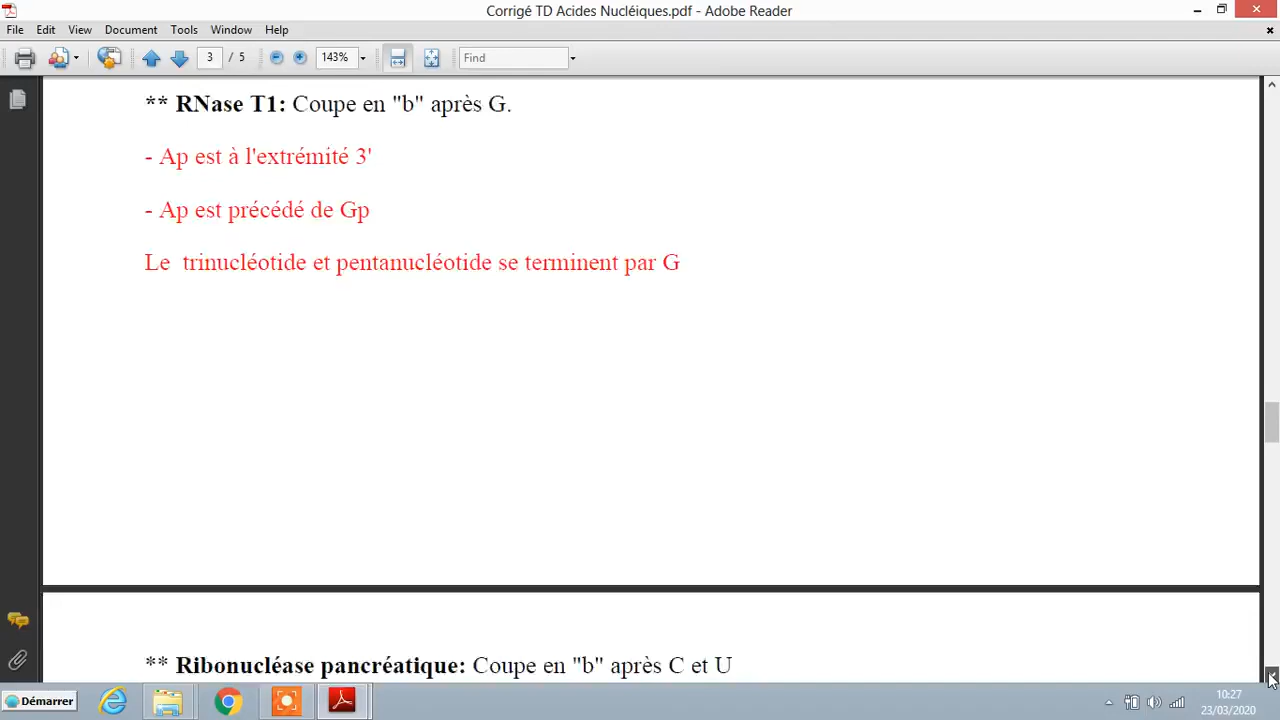 Corrigé TD Acides Nucléiques.pdf - Adobe Reader
File Edit View Document Tools Window Help
3 / 5 143% Find
** RNase T1: Coupe en "b" après G.
- Ap est à l'extrémité 3'
- Ap est précédé de Gp
Le trinucléotide et pentanucléotide se terminent par G
** Ribonucléase pancréatique: Coupe en "b" après C et U
Démarrer
10:27
23/03/2020